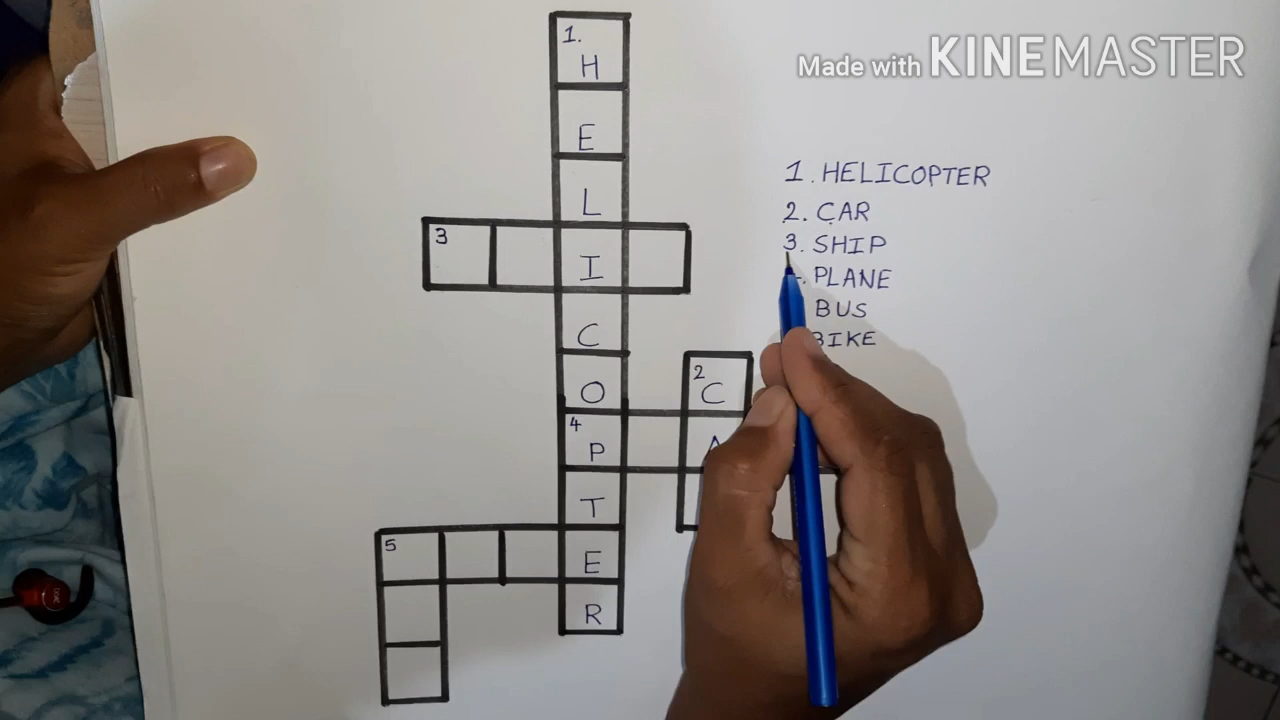 Made with KINEMASTER
1.
H
E
L
3 I
C
O
2
C
4
P
T
5 E
R
1. HELICOPTER
2. CAR
3. SHIP
. PLANE
BUS
BIKE